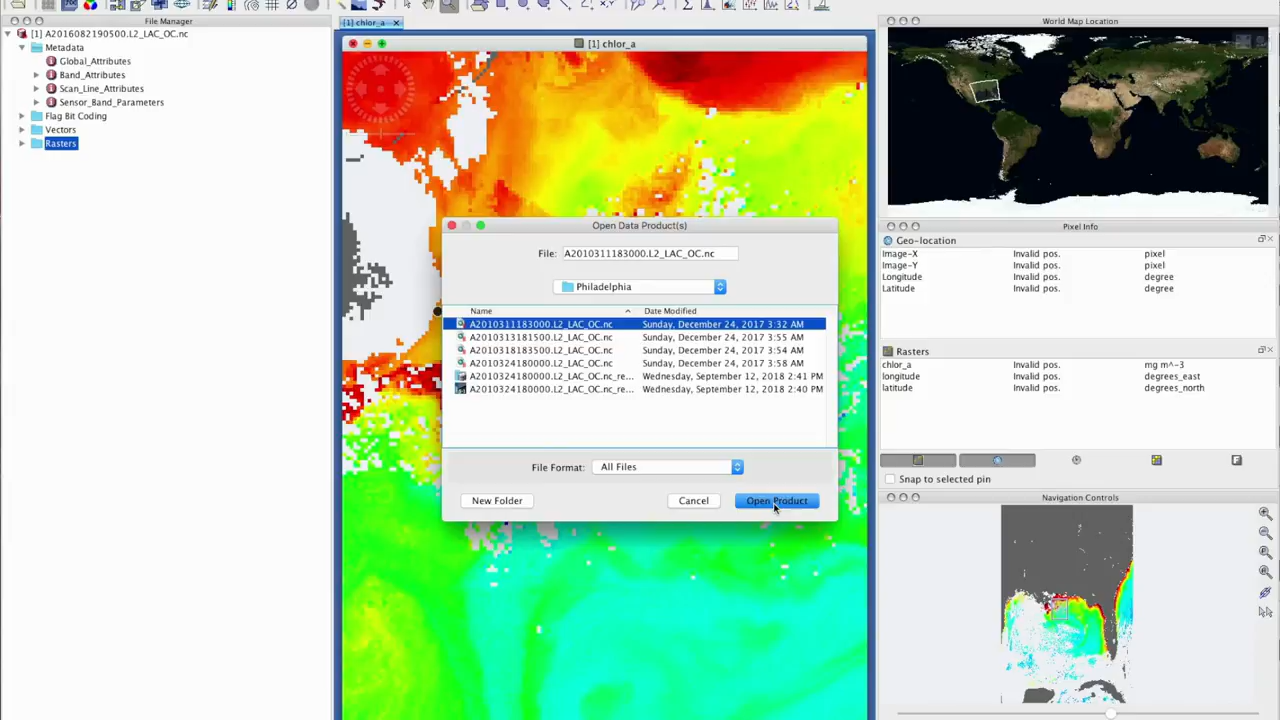 File Manager
[1] A2016082190500.L2_LAC_OC.nc
Metadata
Global_Attributes
Band_Attributes
Scan_Line_Attributes
Sensor_Band_Parameters
Flag Bit Coding
Vectors
Rasters
[1] chlor_a
[1] chlor_a
Open Data Product(s)
File: A2010311183000.L2_LAC_OC.nc
Philadelphia
Name Date Modified
A2010311183000.L2_LAC_OC.nc Sunday, December 24, 2017 3:32 AM
A2010313181500.L2_LAC_OC.nc Sunday, December 24, 2017 3:55 AM
A2010318183500.L2_LAC_OC.nc Sunday, December 24, 2017 3:54 AM
A2010324180000.L2_LAC_OC.nc Sunday, December 24, 2017 3:58 AM
A2010324180000.L2_LAC_OC.nc_re... Wednesday, September 12, 2018 2:41 PM
A2010324180000.L2_LAC_OC.nc_re... Wednesday, September 12, 2018 2:40 PM
File Format: All Files
New Folder Cancel Open Product
World Map Location
Pixel Info
Geo-location
Image-X Invalid pos. pixel
Image-Y Invalid pos. pixel
Longitude Invalid pos. degree
Latitude Invalid pos. degree
Rasters
chlor_a Invalid pos. mg m^-3
longitude Invalid pos. degrees_east
latitude Invalid pos. degrees_north
Snap to selected pin
Navigation Controls